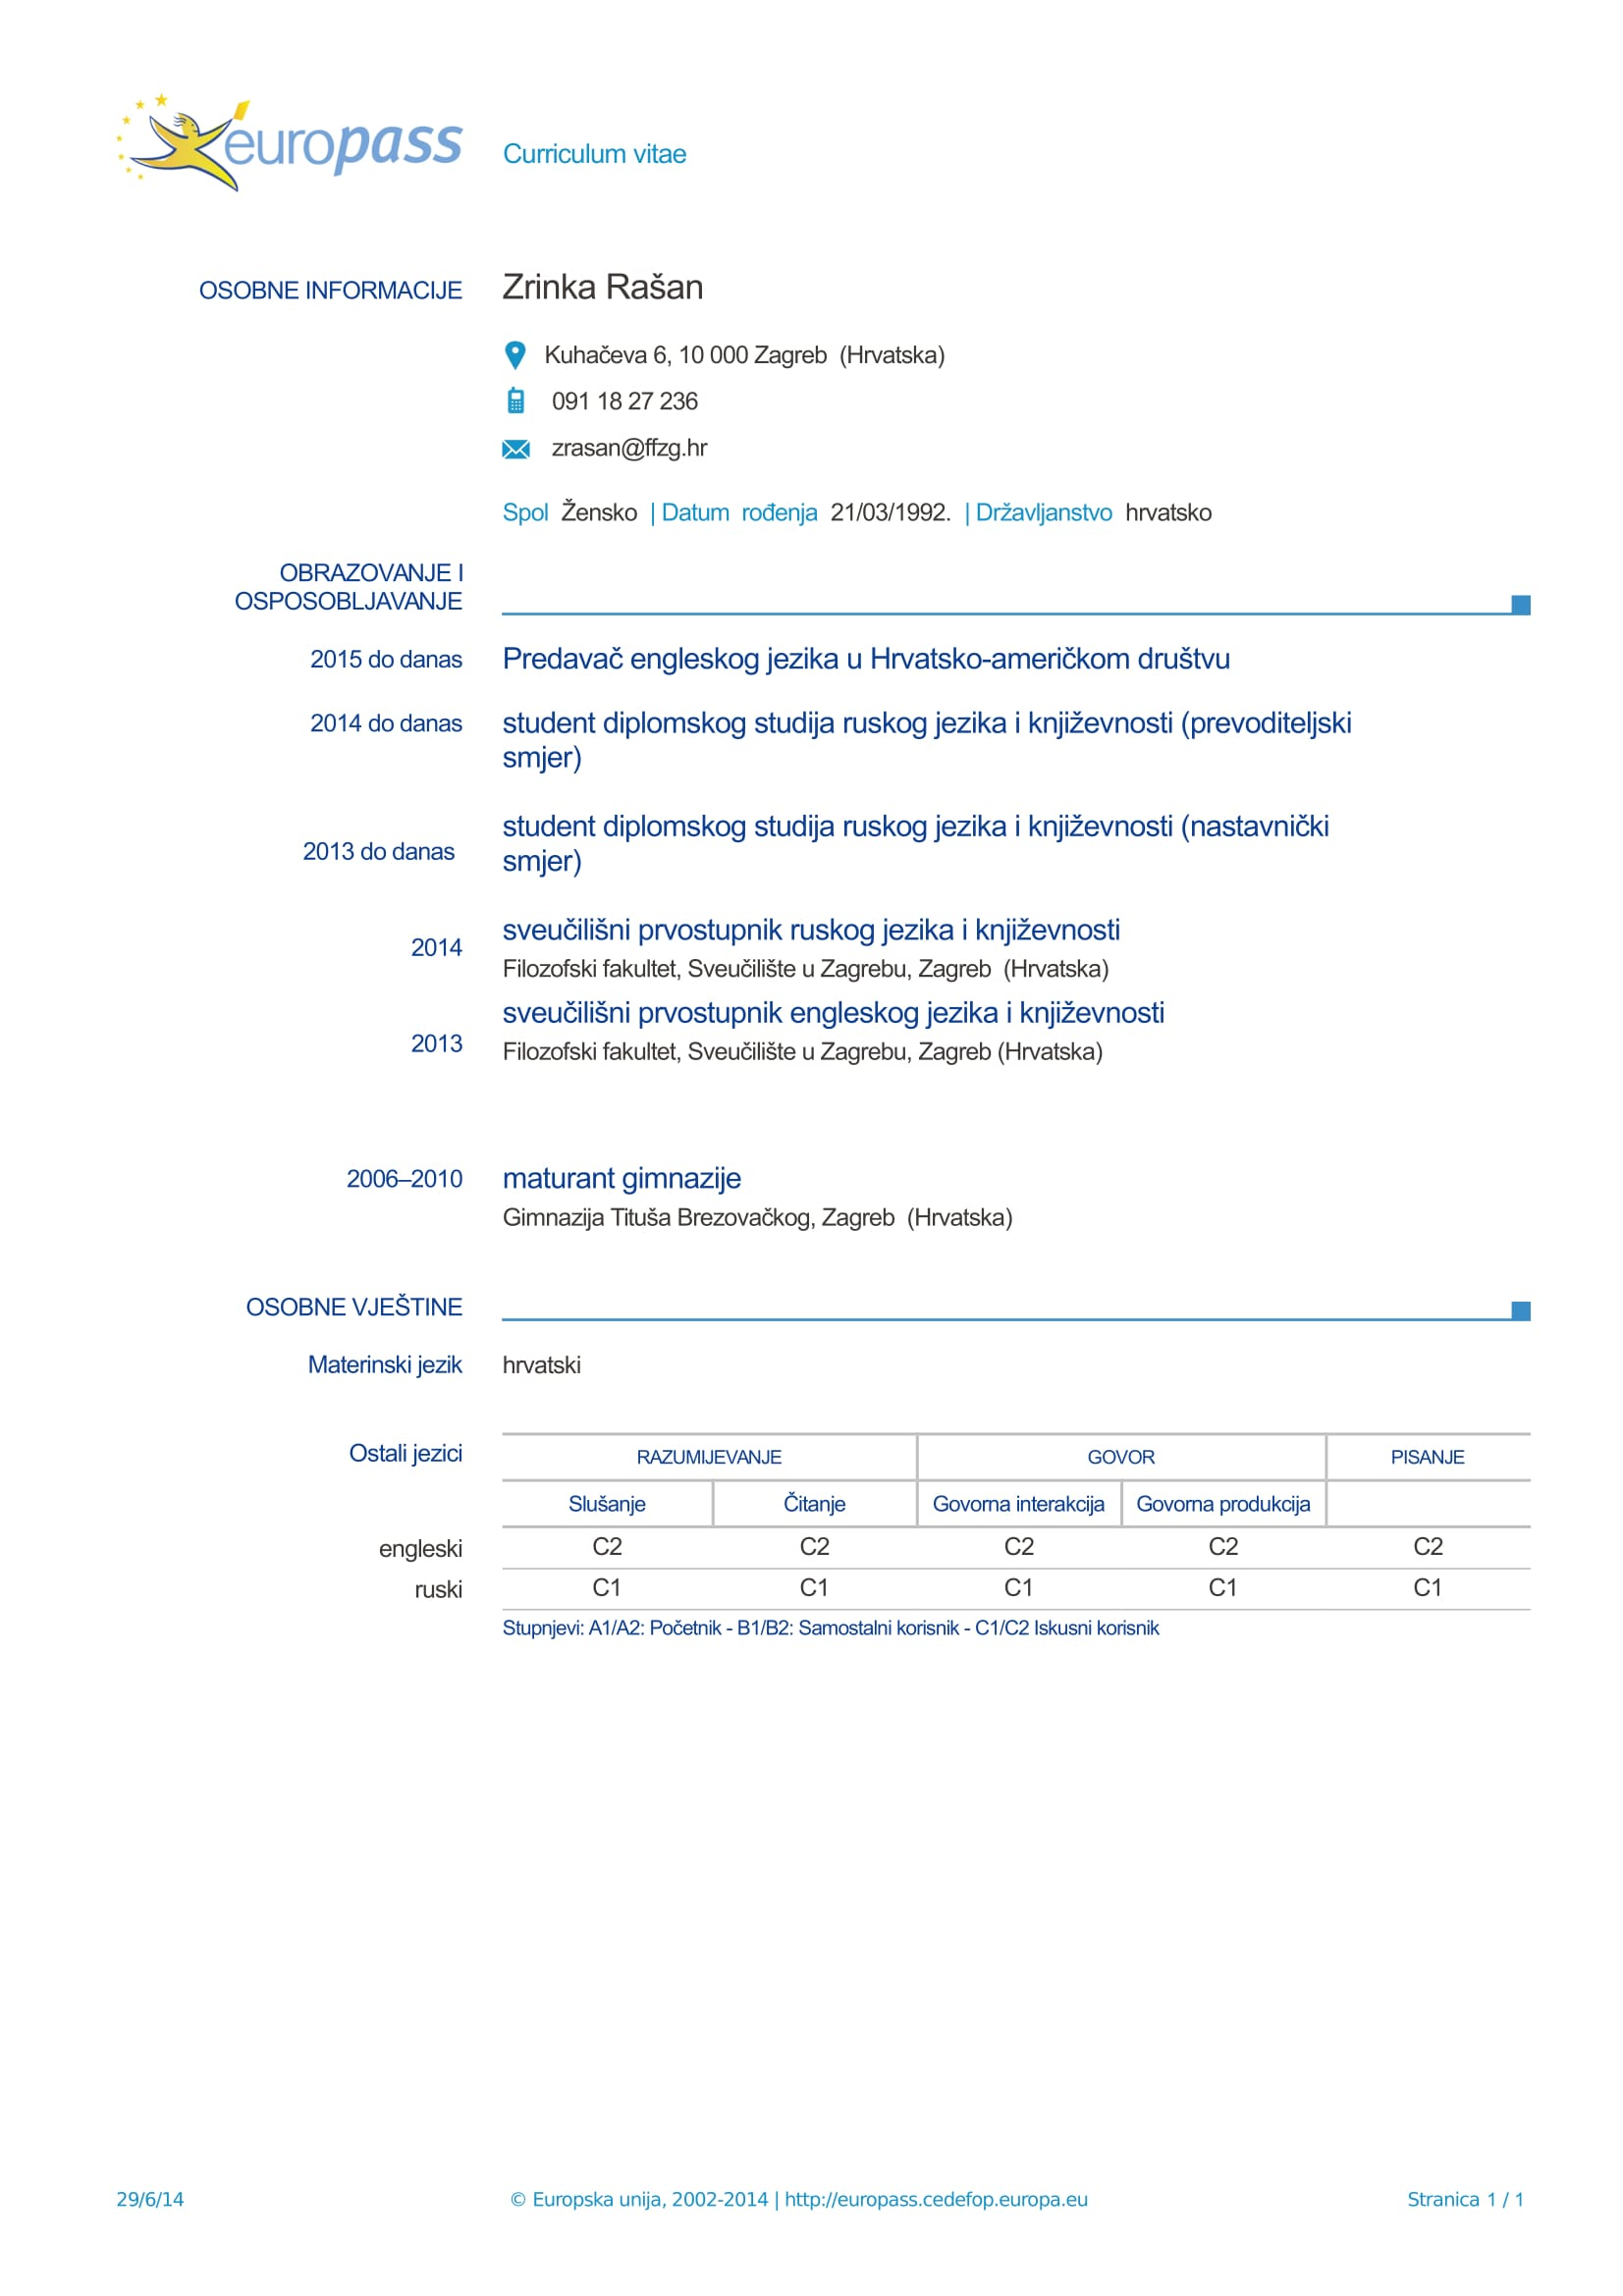 europass
Curriculum vitae
OSOBNE INFORMACIJE
Zrinka Rašan
Kuhačeva 6, 10 000 Zagreb (Hrvatska)
091 18 27 236
zrasan@ffzg.hr
Spol Žensko | Datum rođenja 21/03/1992. | Državljanstvo hrvatsko
OBRAZOVANJE I
OSPOSOBLJAVANJE
2015 do danas
Predavač engleskog jezika u Hrvatsko-američkom društvu
2014 do danas
student diplomskog studija ruskog jezika i književnosti (prevoditeljski
smjer)
2013 do danas
student diplomskog studija ruskog jezika i književnosti (nastavnički
smjer)
2014
sveučilišni prvostupnik ruskog jezika i književnosti
Filozofski fakultet, Sveučilište u Zagrebu, Zagreb (Hrvatska)
2013
sveučilišni prvostupnik engleskog jezika i književnosti
Filozofski fakultet, Sveučilište u Zagrebu, Zagreb (Hrvatska)
2006–2010
maturant gimnazije
Gimnazija Tituša Brezovačkog, Zagreb (Hrvatska)
OSOBNE VJEŠTINE
Materinski jezik
hrvatski
Ostali jezici
RAZUMIJEVANJE GOVOR PISANJE
Slušanje Čitanje Govorna interakcija Govorna produkcija
engleski C2 C2 C2 C2 C2
ruski C1 C1 C1 C1 C1
Stupnjevi: A1/A2: Početnik - B1/B2: Samostalni korisnik - C1/C2 Iskusni korisnik
29/6/14 © Europska unija, 2002-2014 | http://europass.cedefop.europa.eu Stranica 1 / 1